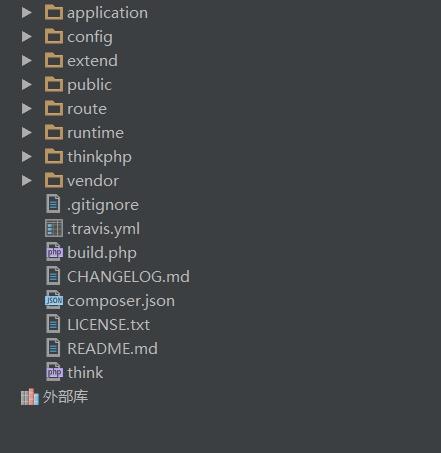 application
config
extend
public
route
runtime
thinkphp
vendor
.gitignore
.travis.yml
build.php
CHANGELOG.md
composer.json
LICENSE.txt
README.md
think
外部库